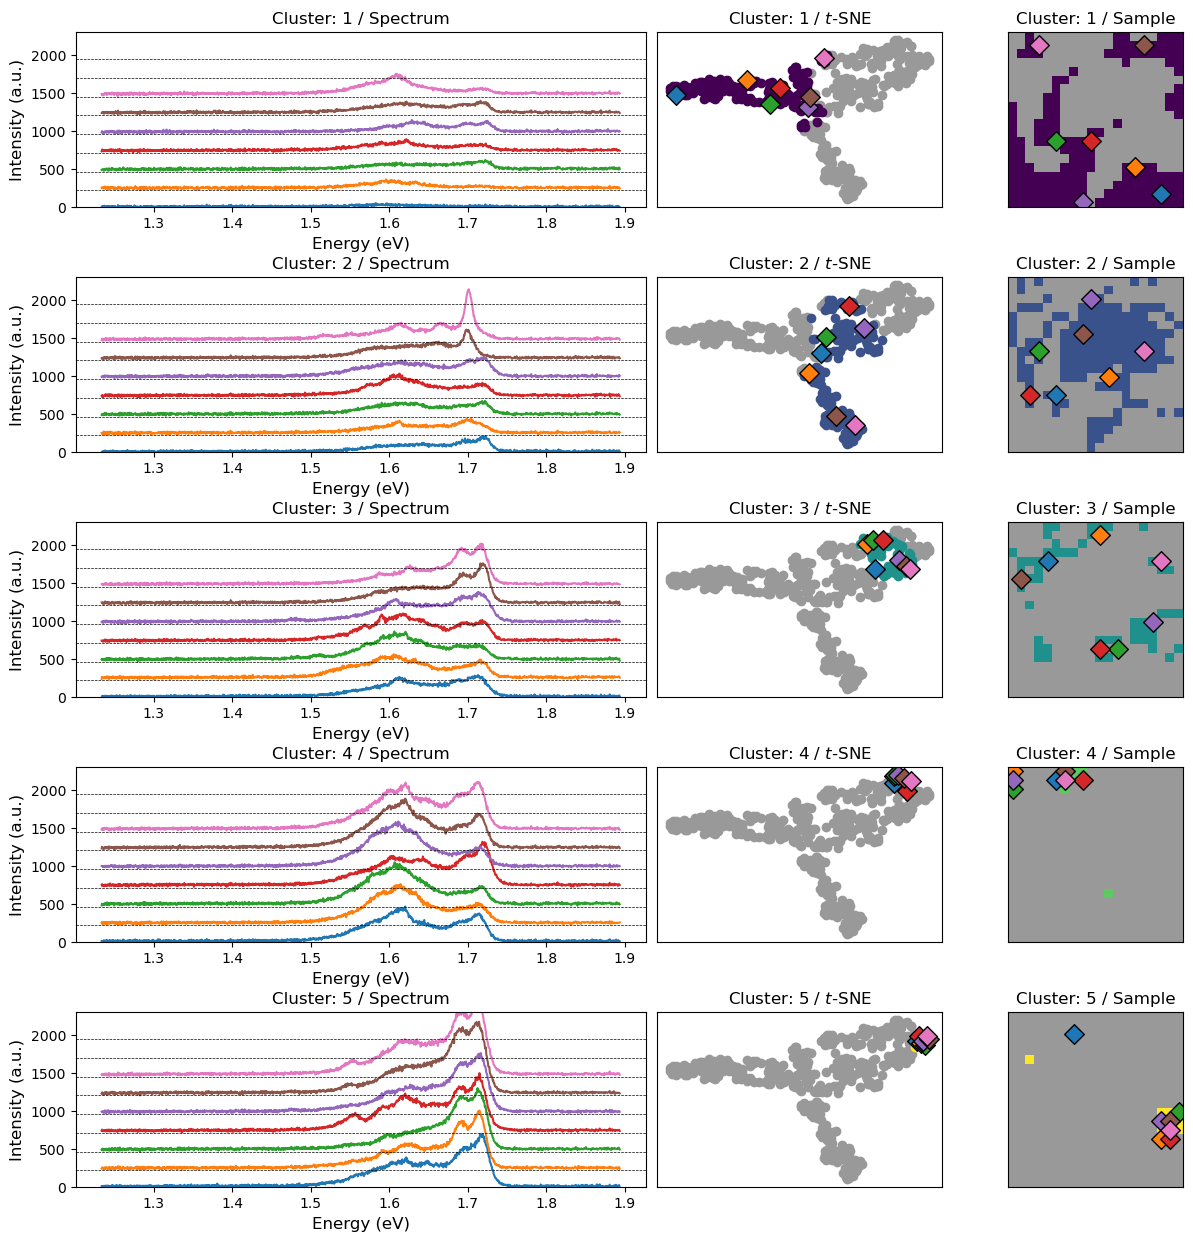 Cluster: 1 / Spectrum
Cluster: 1 / t-SNE
Cluster: 1 / Sample
Intensity (a.u.)
2000
1500
1000
500
0
1.3 1.4 1.5 1.6 1.7 1.8 1.9
Energy (eV)
Cluster: 2 / Spectrum
Cluster: 2 / t-SNE
Cluster: 2 / Sample
Intensity (a.u.)
2000
1500
1000
500
0
1.3 1.4 1.5 1.6 1.7 1.8 1.9
Energy (eV)
Cluster: 3 / Spectrum
Cluster: 3 / t-SNE
Cluster: 3 / Sample
Intensity (a.u.)
2000
1500
1000
500
0
1.3 1.4 1.5 1.6 1.7 1.8 1.9
Energy (eV)
Cluster: 4 / Spectrum
Cluster: 4 / t-SNE
Cluster: 4 / Sample
Intensity (a.u.)
2000
1500
1000
500
0
1.3 1.4 1.5 1.6 1.7 1.8 1.9
Energy (eV)
Cluster: 5 / Spectrum
Cluster: 5 / t-SNE
Cluster: 5 / Sample
Intensity (a.u.)
2000
1500
1000
500
0
1.3 1.4 1.5 1.6 1.7 1.8 1.9
Energy (eV)